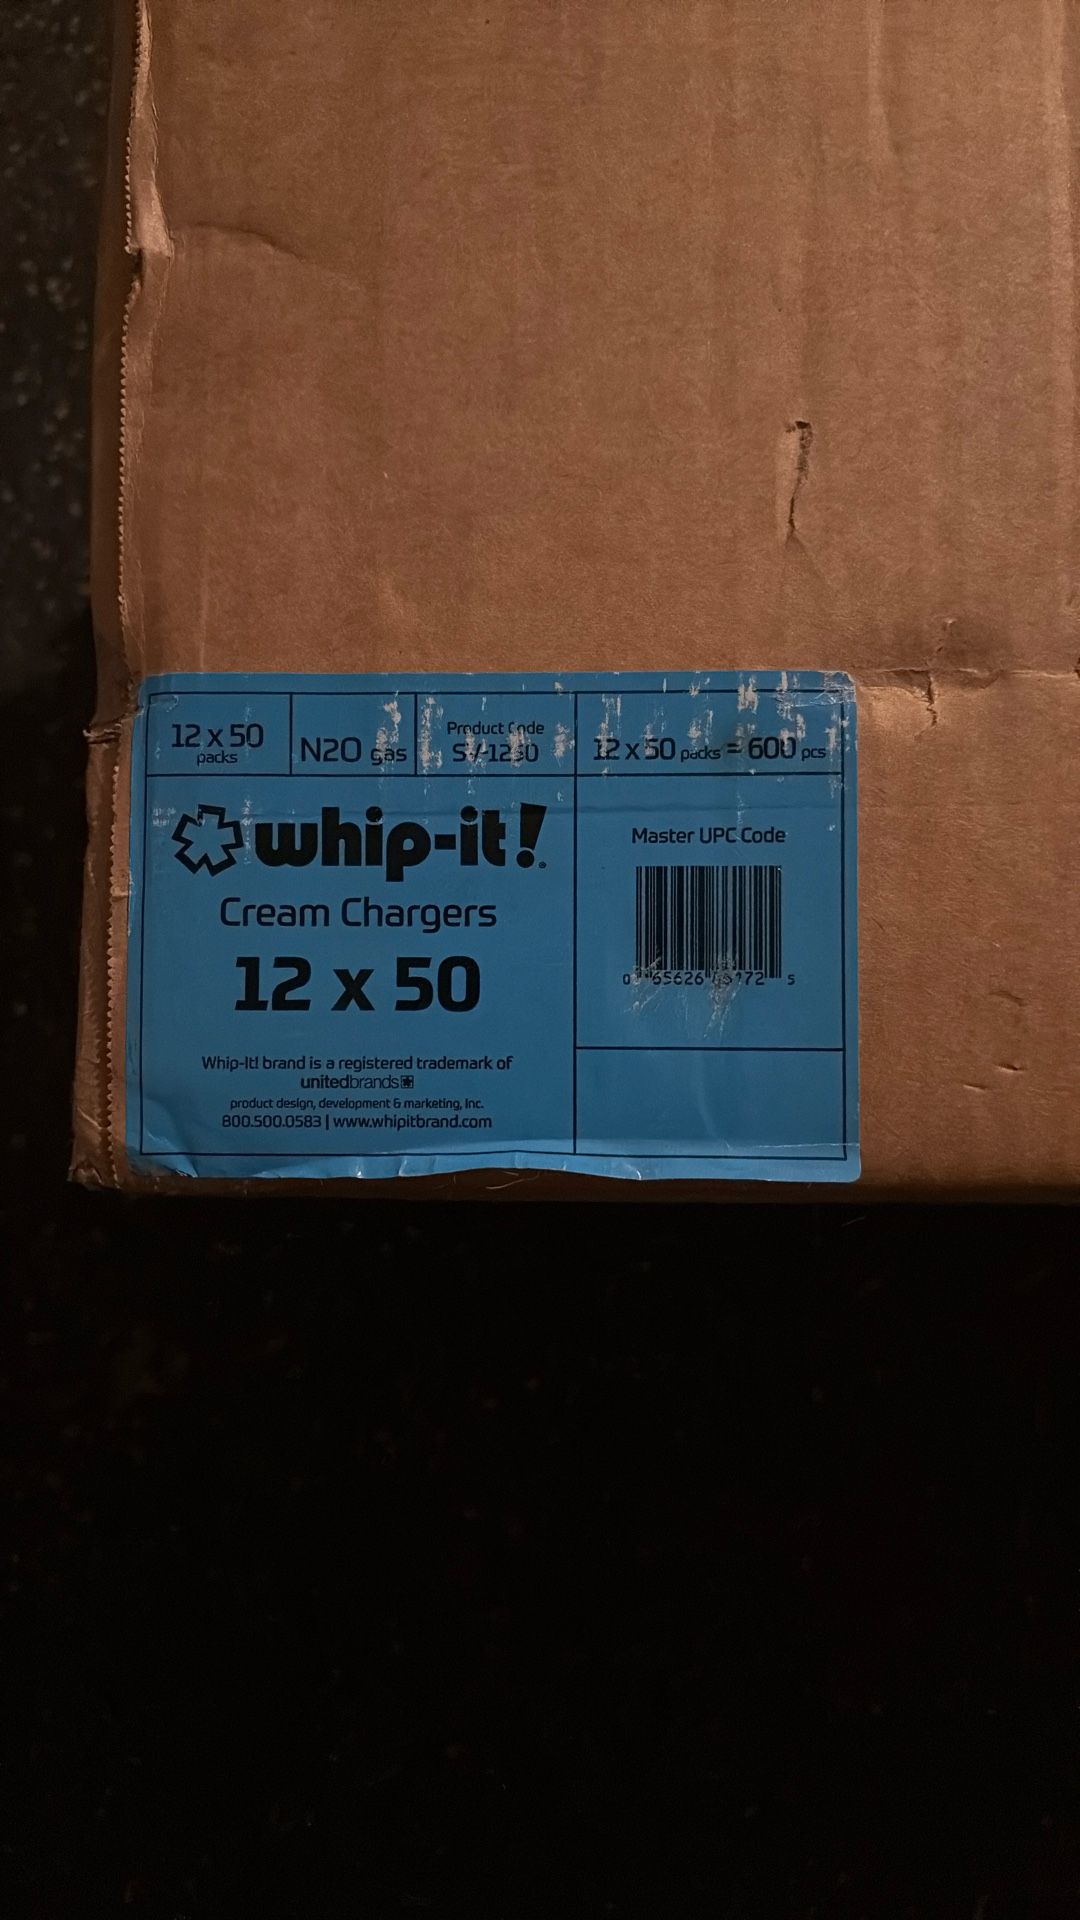 12 x 50
packs
N2O gas
Product Code
SV-1250
12 x 50 packs = 600 pcs
whip-it!
Cream Chargers
12 x 50
Whip-It! brand is a registered trademark of
unitedbrands
product design, development & marketing, Inc.
800.500.0583 | www.whipitbrand.com
Master UPC Code